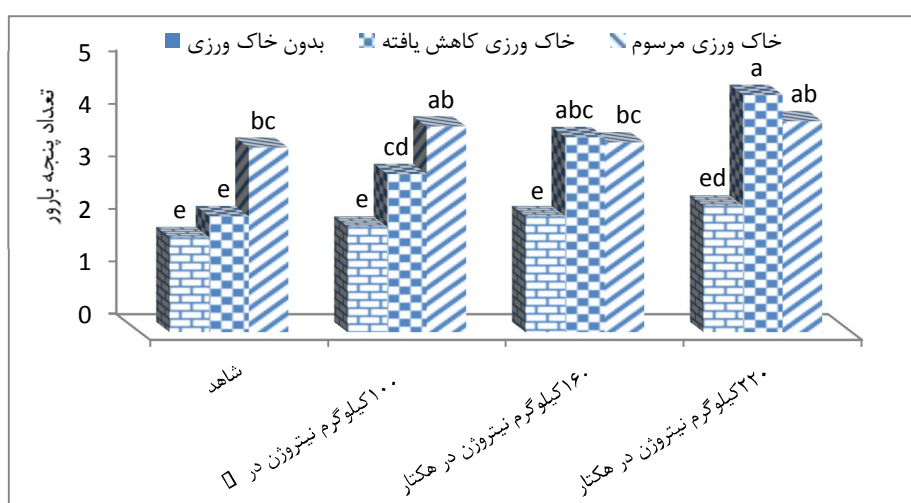 بدون خاک ورزی خاک ورزی کاهش یافته خاک ورزی مرسوم
تعداد پنجه بارور
5
4
3
2
1
0
e e bc
e cd ab
e abc bc
ed a ab
شاهد
۱۰۰کیلوگرم نیتروژن در
۱۶۰کیلوگرم نیتروژن در هکتار
۲۲۰کیلوگرم نیتروژن در هکتار